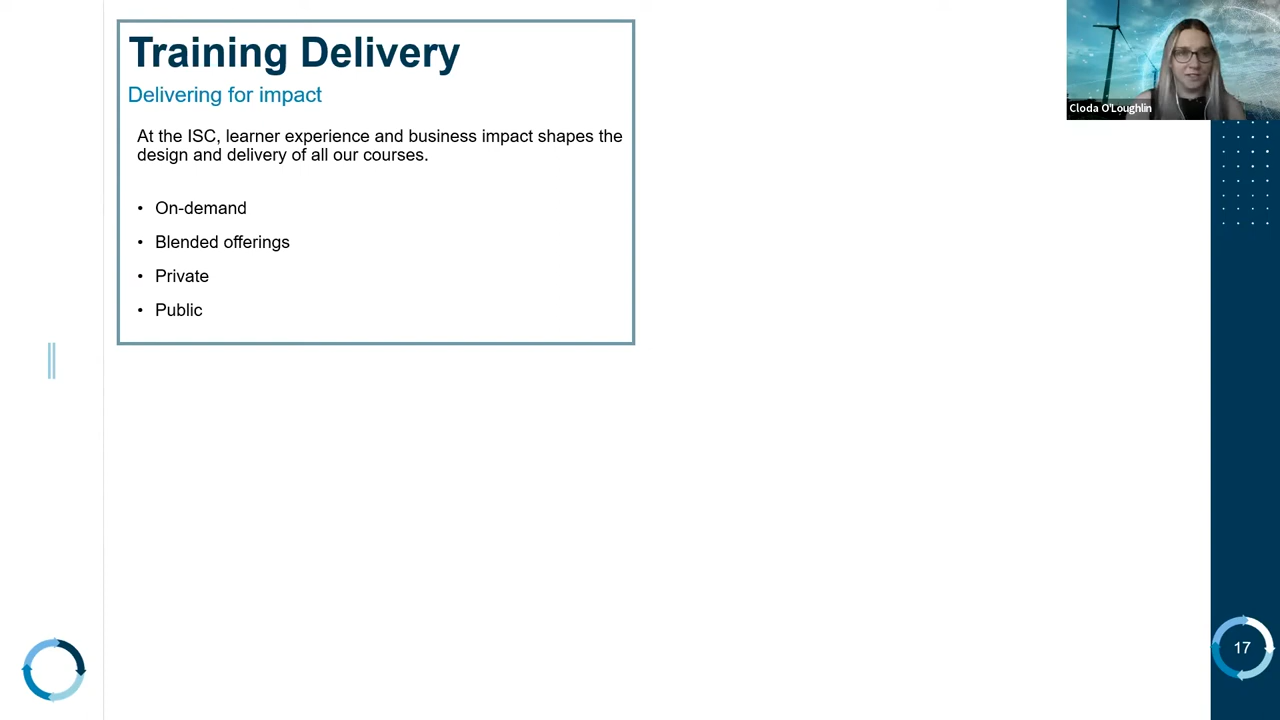 Training Delivery
Delivering for impact
At the ISC, learner experience and business impact shapes the
design and delivery of all our courses.
• On-demand
• Blended offerings
• Private
• Public
Cloda O'Loughlin
17